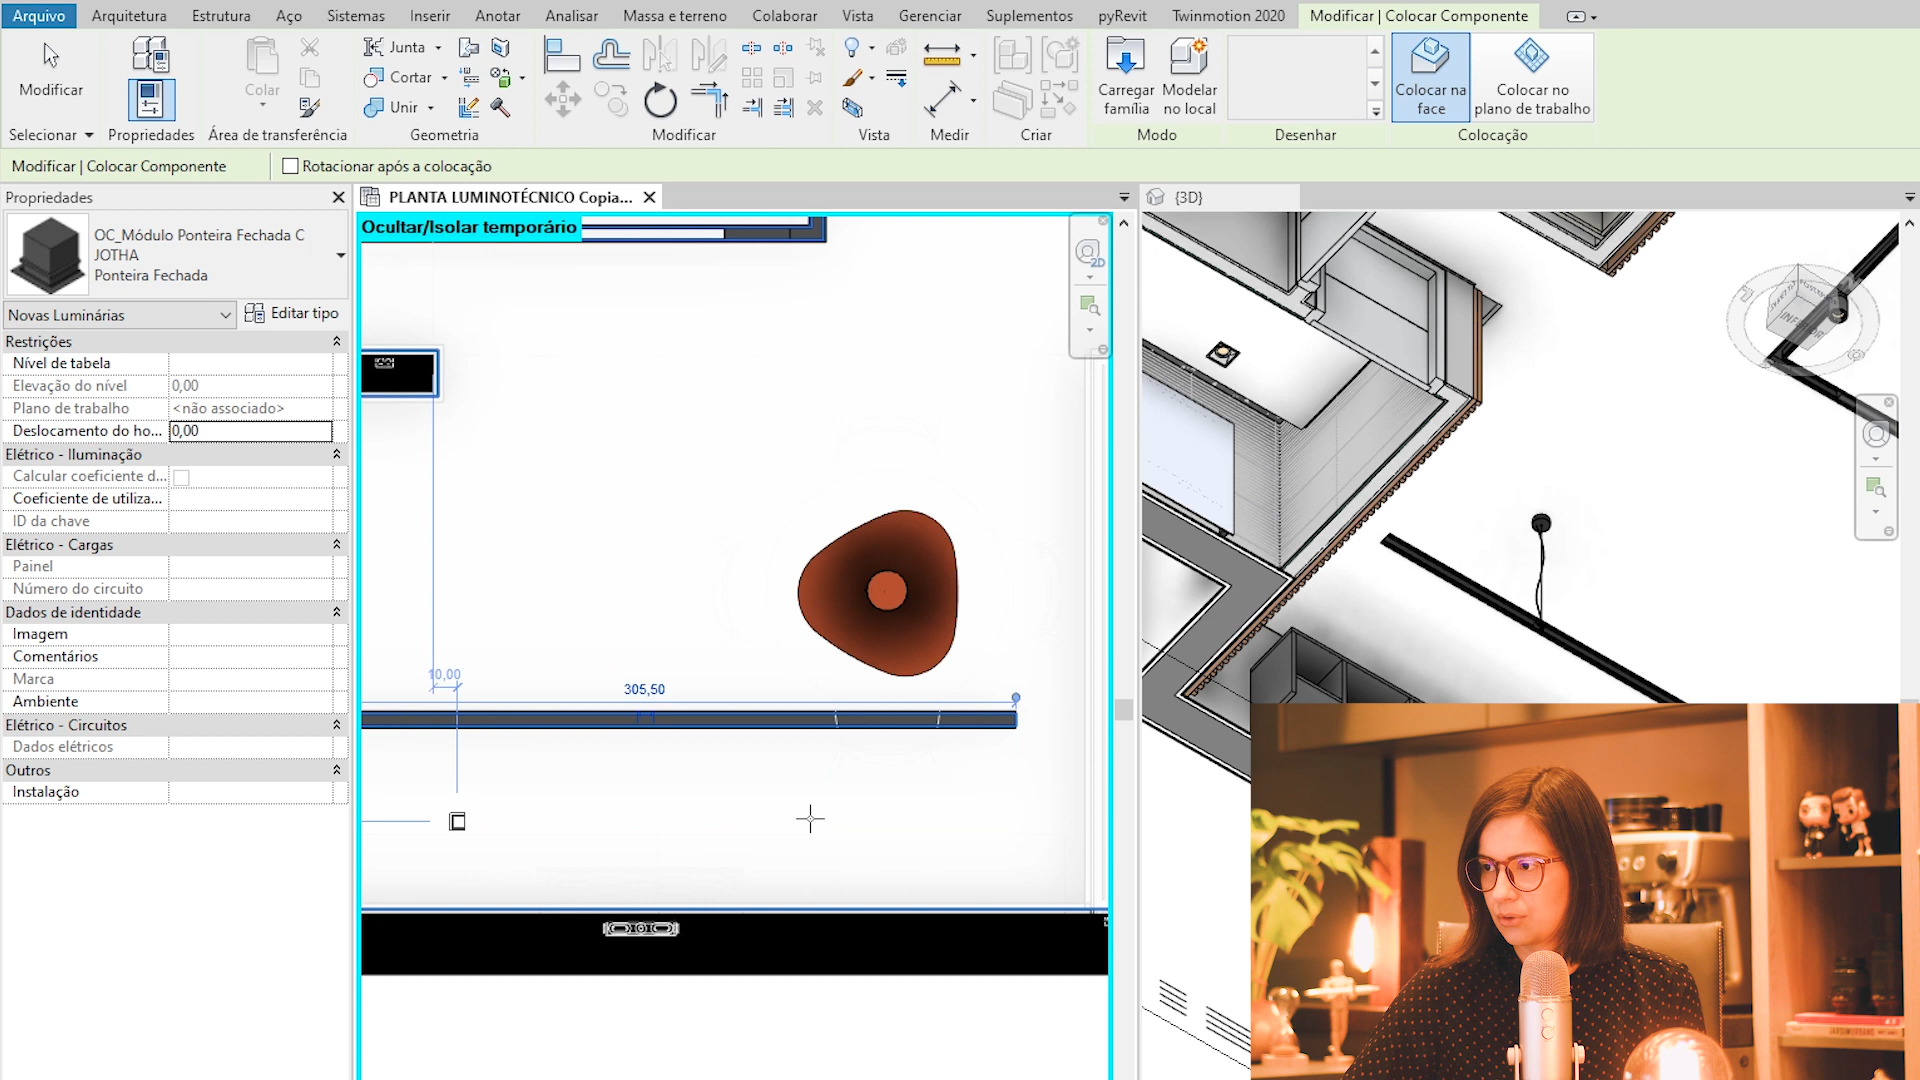 Arquivo Arquitetura Estrutura Aço Sistemas Inserir Anotar Analisar Massa e terreno Colaborar Vista Gerenciar Suplementos pyRevit Twinmotion 2020 Modificar | Colocar Componente
Modificar
Colar
Junta
Cortar
Unir
Carregar família
Modelar no local
Colocar na face
Colocar no plano de trabalho
Selecionar Propriedades Área de transferência Geometria Modificar Vista Medir Criar Modo Desenhar Colocação
Modificar | Colocar Componente Rotacionar após a colocação
Propriedades
PLANTA LUMINOTÉCNICO Copia...
{3D}
OC_Módulo Ponteira Fechada C
JOTHA
Ponteira Fechada
Novas Luminárias Editar tipo
Restrições
Nível de tabela
Elevação do nível 0,00
Plano de trabalho <não associado>
Deslocamento do ho... 0,00
Elétrico - Iluminação
Calcular coeficiente d...
Coeficiente de utiliza...
ID da chave
Elétrico - Cargas
Painel
Número do circuito
Dados de identidade
Imagem
Comentários
Marca
Ambiente
Elétrico - Circuitos
Dados elétricos
Outros
Instalação
Ocultar/Isolar temporário
2D
10,00
305,50